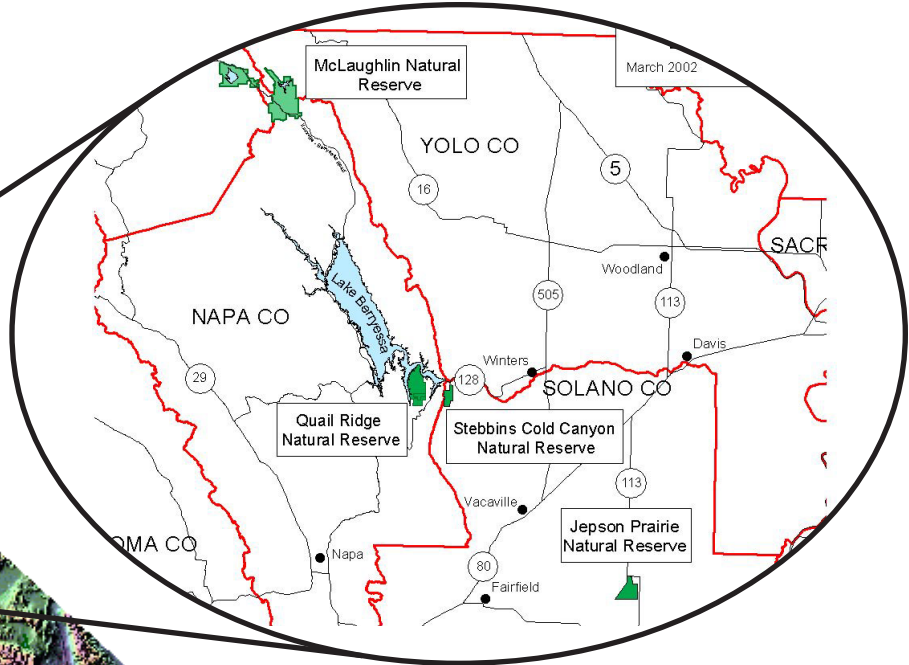 McLaughlin Natural
Reserve
March 2002
YOLO CO
5
16
SACR
Woodland
Lake Berryessa
505
113
NAPA CO
Davis
Winters
29
128
SOLANO CO
Quail Ridge
Natural Reserve
Stebbins Cold Canyon
Natural Reserve
113
Vacaville
Jepson Prairie
Natural Reserve
OMA CO
Napa
80
Fairfield